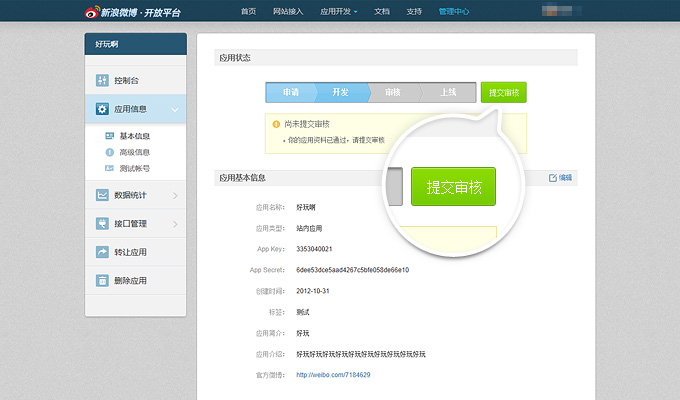 新浪微博 · 开放平台
首页 网站接入 应用开发 文档 支持 管理中心
好玩啊
控制台
应用信息
基本信息
高级信息
测试帐号
数据统计
接口管理
转让应用
删除应用
应用状态
申请 开发 审核 上线 提交审核
尚未提交审核
· 你的应用资料已通过，请提交审核
提交审核
应用基本信息 编辑
应用名称： 好玩啊
应用类型： 站内应用
App Key： 3353040021
App Secret： 6dee53dce5aad4267c5bfe058de66e10
创建时间： 2012-10-31
标签： 测试
应用简介： 好玩
应用介绍： 好玩好玩好玩好玩好玩好玩好玩好玩好玩好玩
官方微博： http://weibo.com/7184629